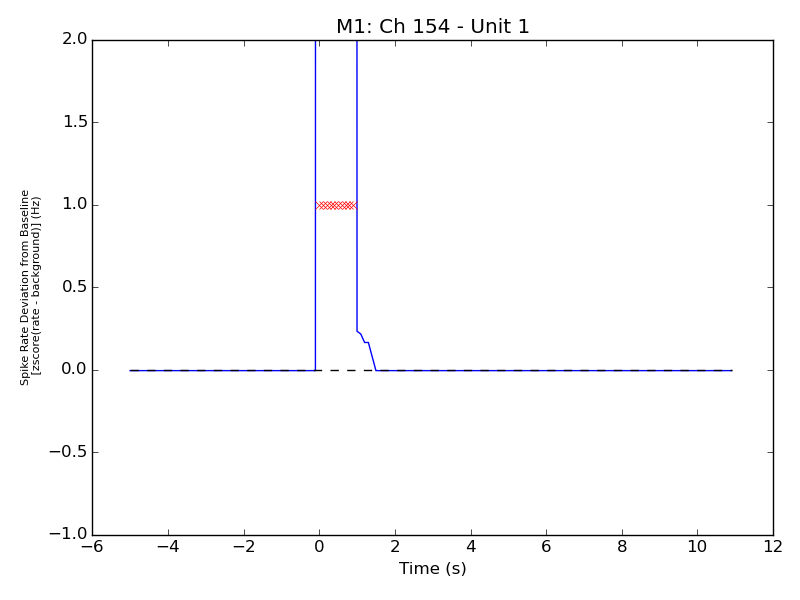 M1: Ch 154 - Unit 1
2.0
1.5
1.0
0.5
0.0
−0.5
−1.0
Spike Rate Deviation from Baseline
[zscore(rate - background)] (Hz)
−6 −4 −2 0 2 4 6 8 10 12
Time (s)